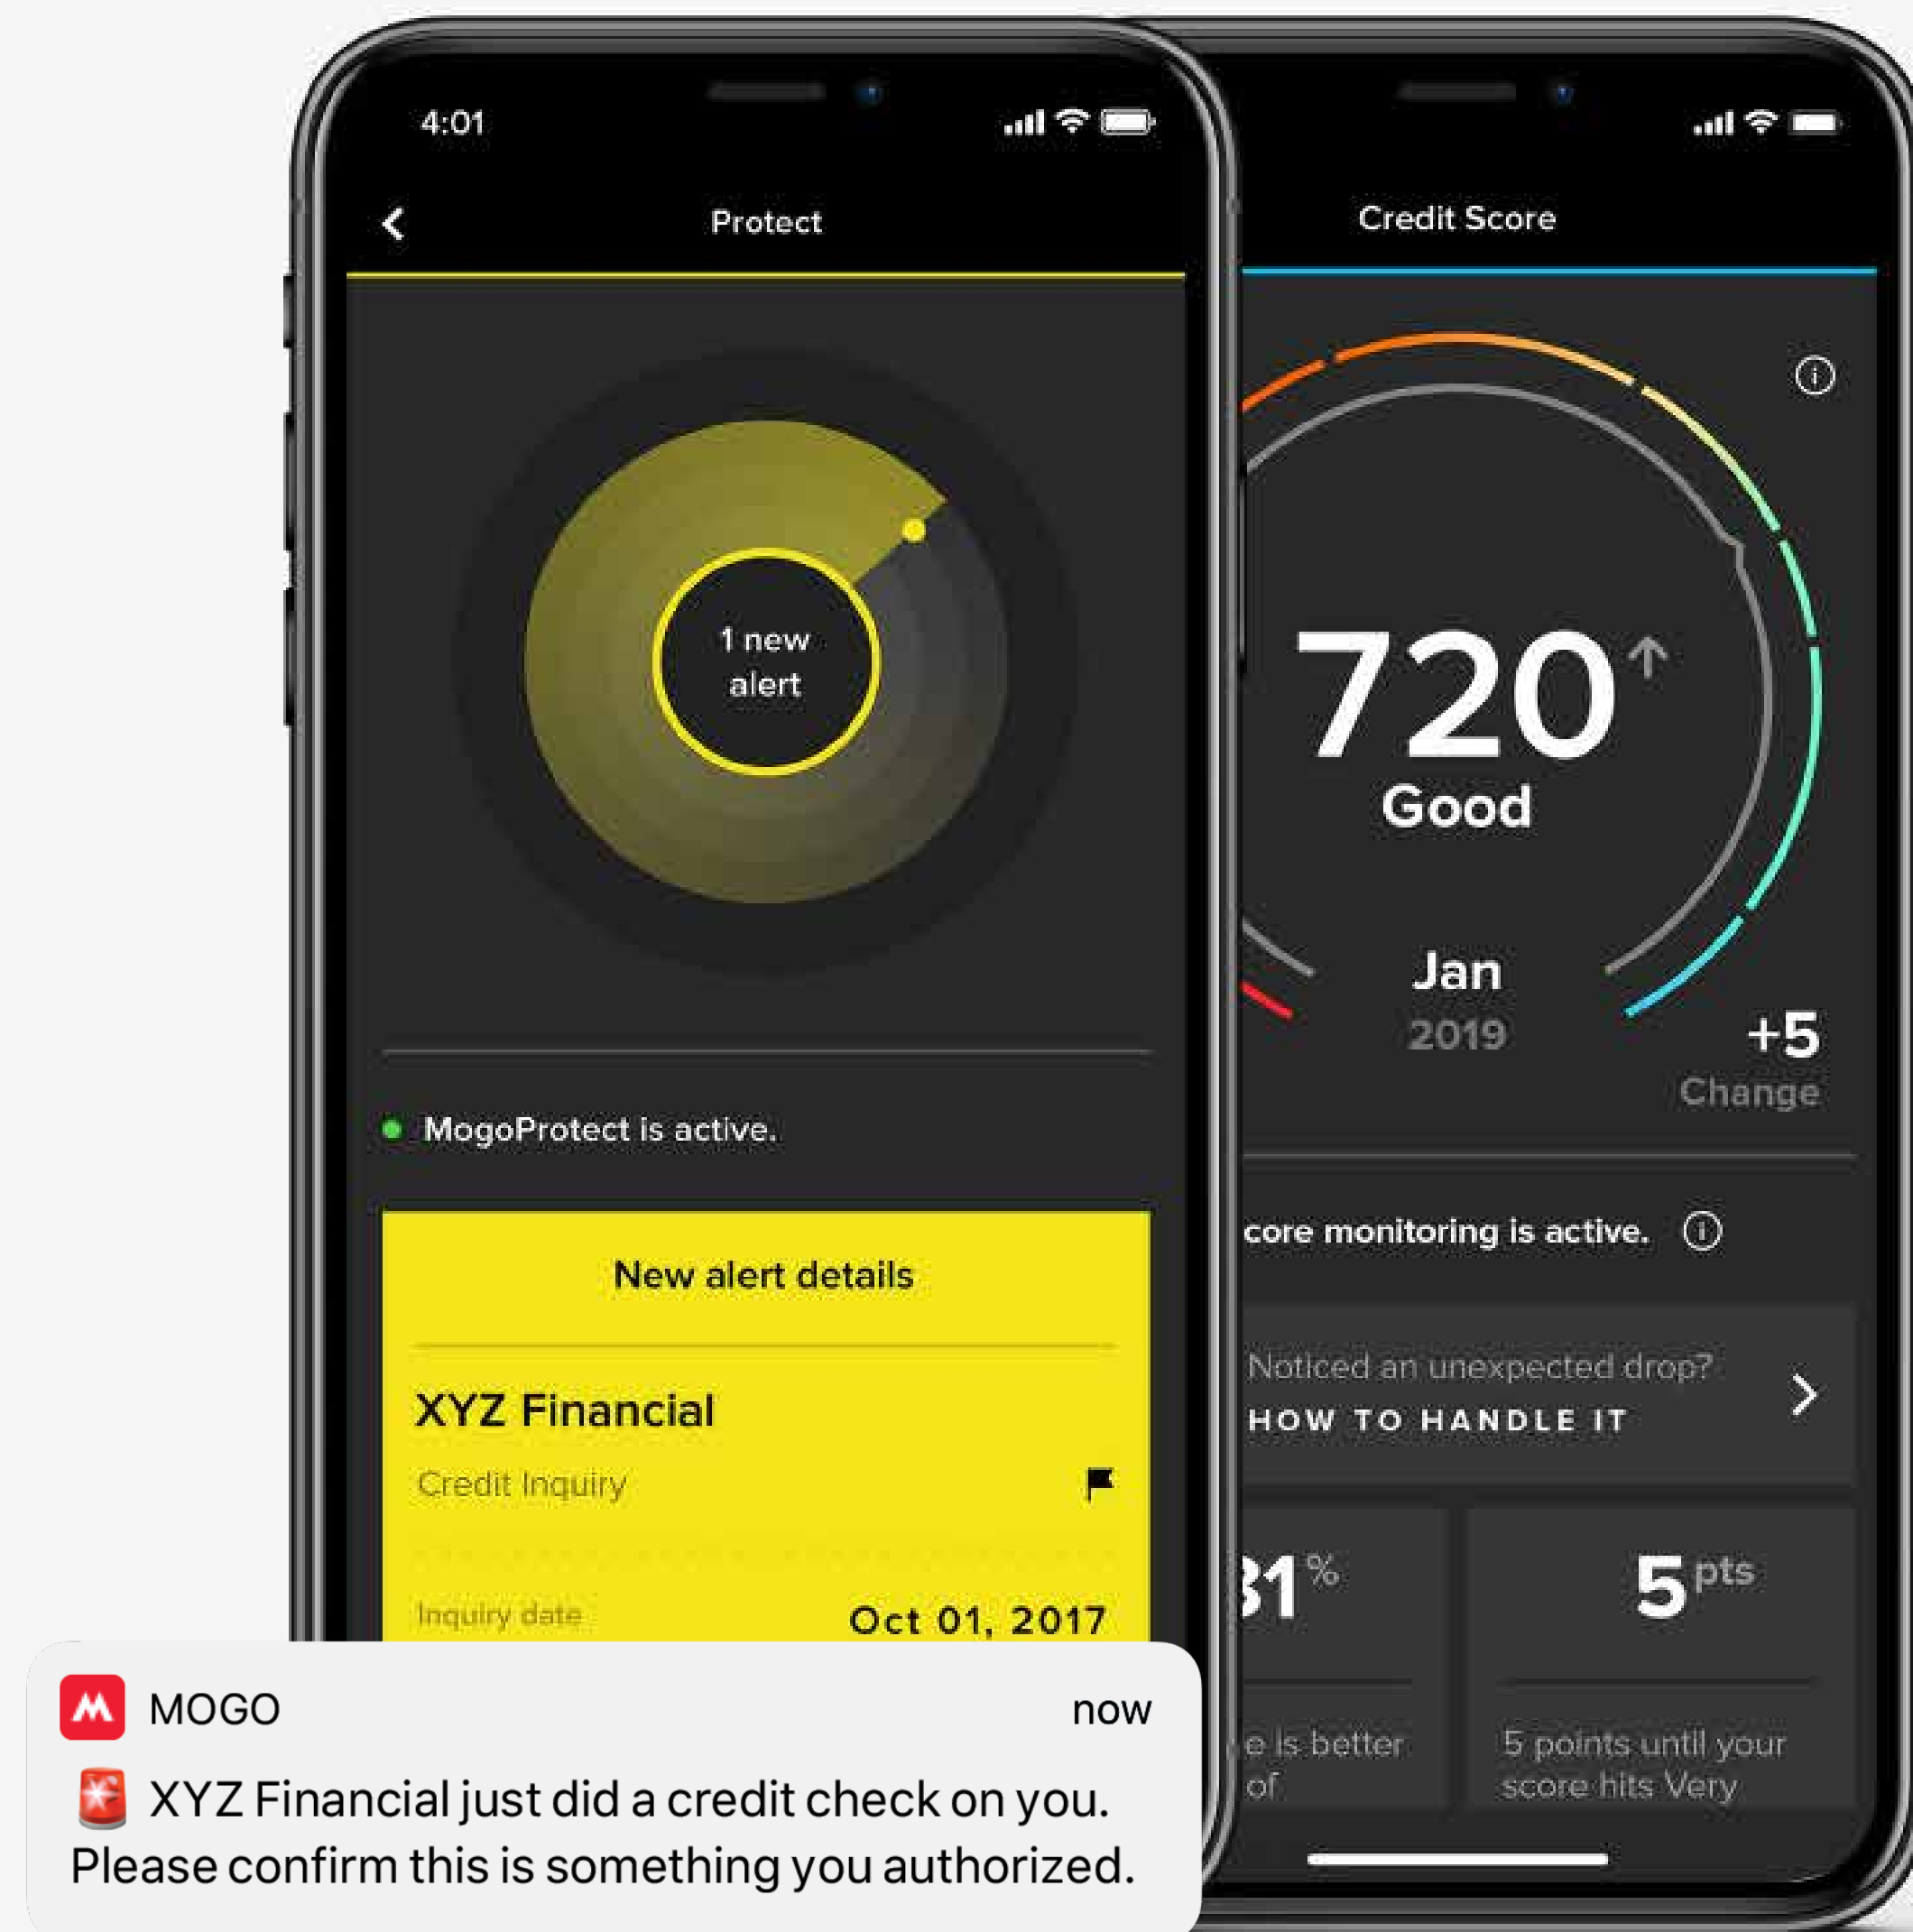 4:01
Protect
1 new
alert
MogoProtect is active.
New alert details
XYZ Financial
Credit Inquiry
Inquiry date
Oct 01, 2017
MOGO
now
XYZ Financial just did a credit check on you.
Please confirm this is something you authorized.
Credit Score
720
Good
Jan
2019
+5
Change
monitoring is active.
Noticed an unexpected drop?
HOW TO HANDLE IT
%
5 pts
is better
of
5 points until your
score hits Very